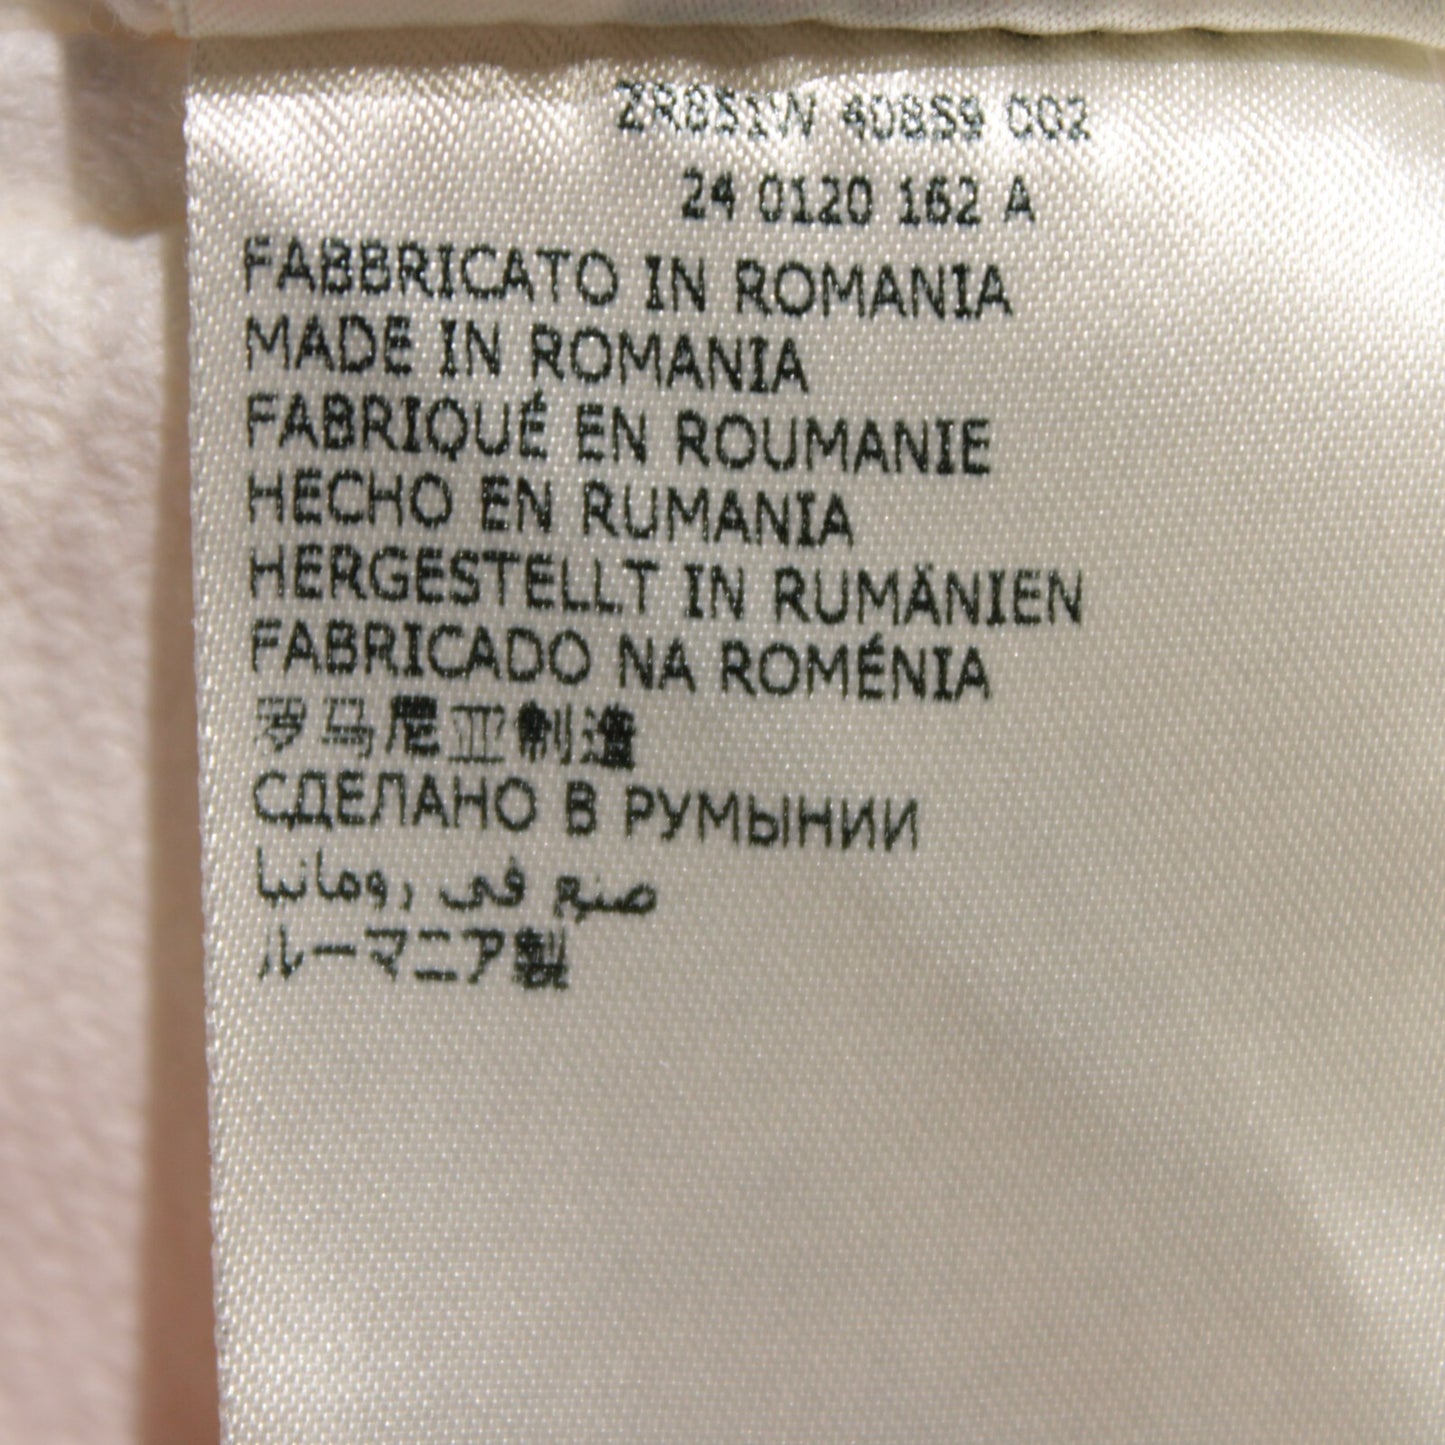 ZR851W 40859 002
24 0120 162 A
FABBRICATO IN ROMANIA
MADE IN ROMANIA
FABRIQUÉ EN ROUMANIE
HECHO EN RUMANIA
HERGESTELLT IN RUMÄNIEN
FABRICADO NA ROMÉNIA
罗马尼亚制造
СДЕЛАНО В РУМЫНИИ
صنع في رومانيا
ルーマニア製